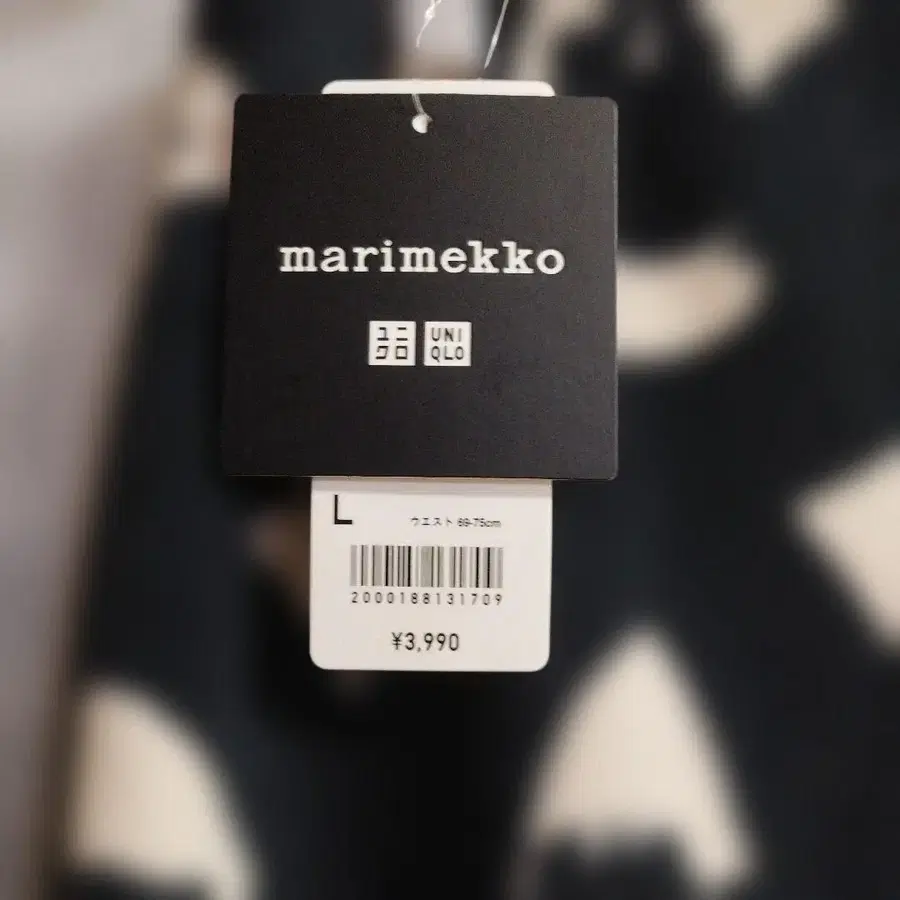 marimekko
ユニ UNI
クロ QLO
L ウエスト 69-75cm
2000188131709
¥3,990